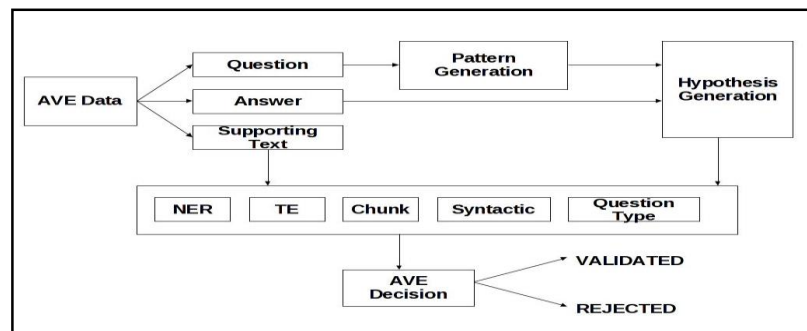 Question
Pattern
Generation
Hypothesis
Generation
AVE Data
Answer
Supporting
Text
NER
TE
Chunk
Syntactic
Question
Type
AVE
Decision
VALIDATED
REJECTED